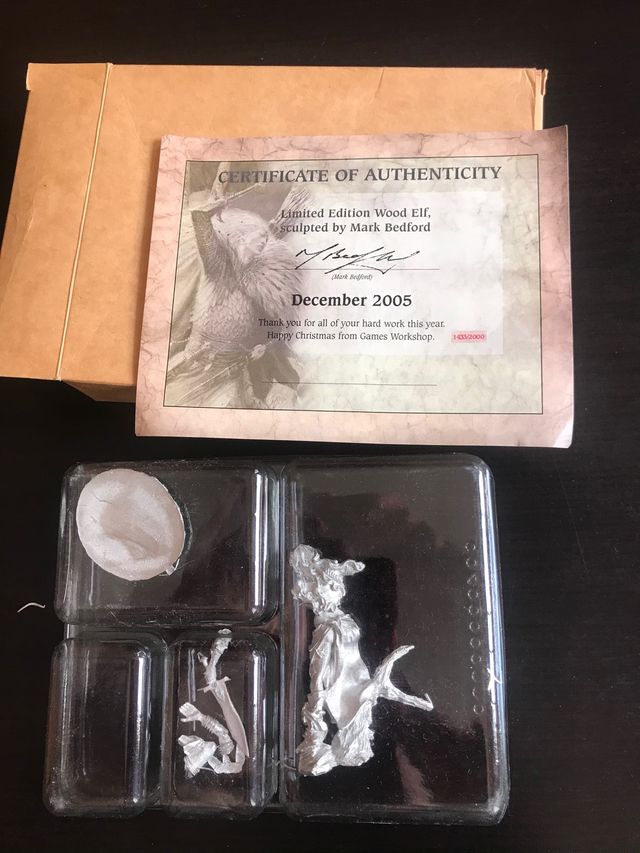 CERTIFICATE OF AUTHENTICITY
Limited Edition Wood Elf,
sculpted by Mark Bedford
(Mark Bedford)
December 2005
Thank you for all of your hard work this year.
Happy Christmas from Games Workshop.
1433/2000